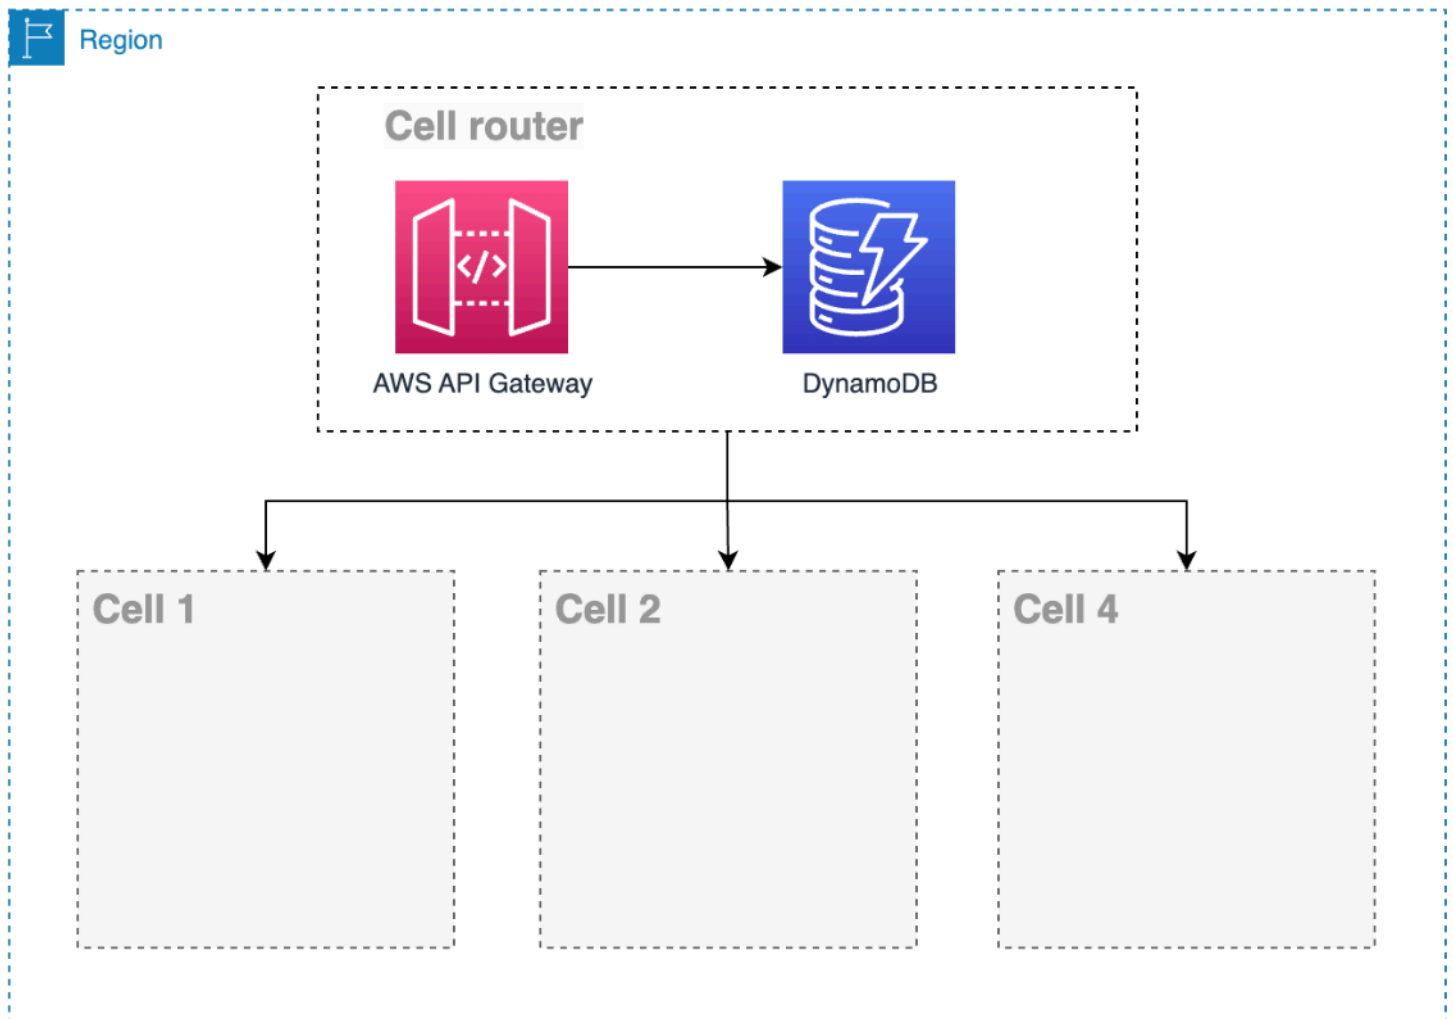 Region
Cell router
</>
AWS API Gateway
DynamoDB
Cell 1
Cell 2
Cell 4